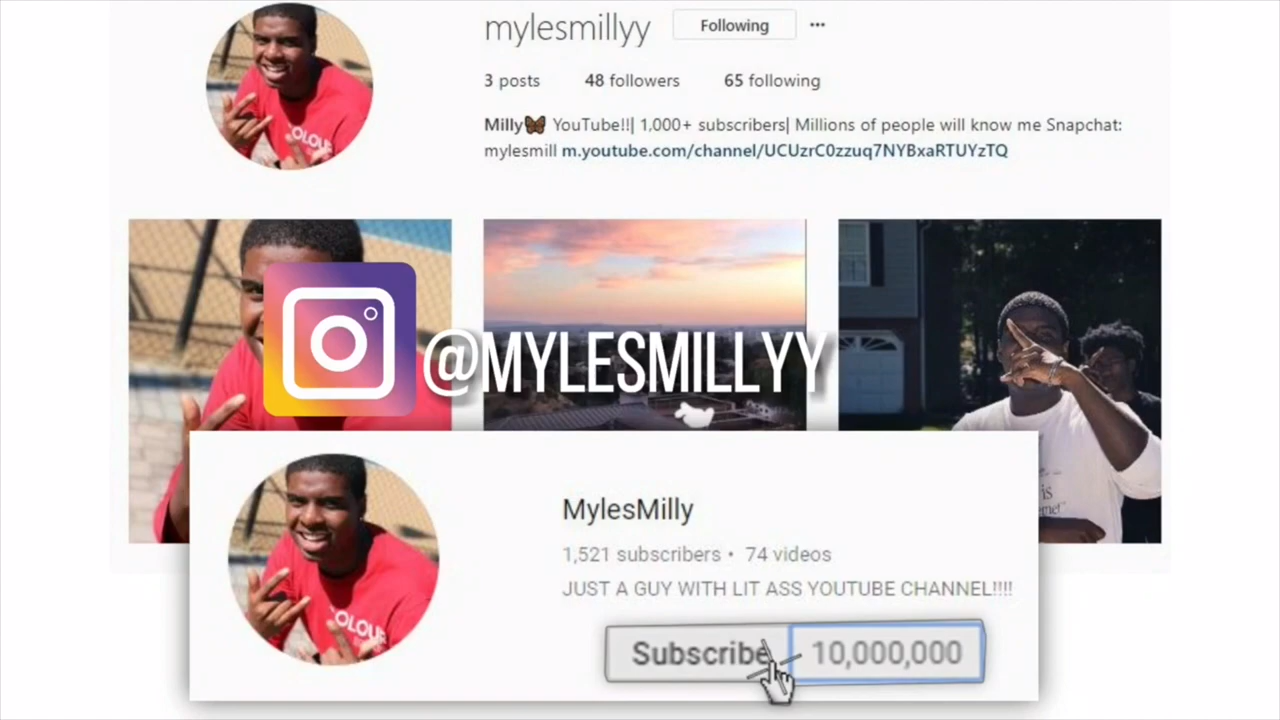 mylesmillyy Following •••
3 posts 48 followers 65 following
Milly🦋 YouTube!!| 1,000+ subscribers| Millions of people will know me Snapchat:
mylesmill m.youtube.com/channel/UCUzrC0zzuq7NYBxaRTUYzTQ
@MYLESMILLYY
MylesMilly
1,521 subscribers • 74 videos
JUST A GUY WITH LIT ASS YOUTUBE CHANNEL!!!!
Subscribe 10,000,000